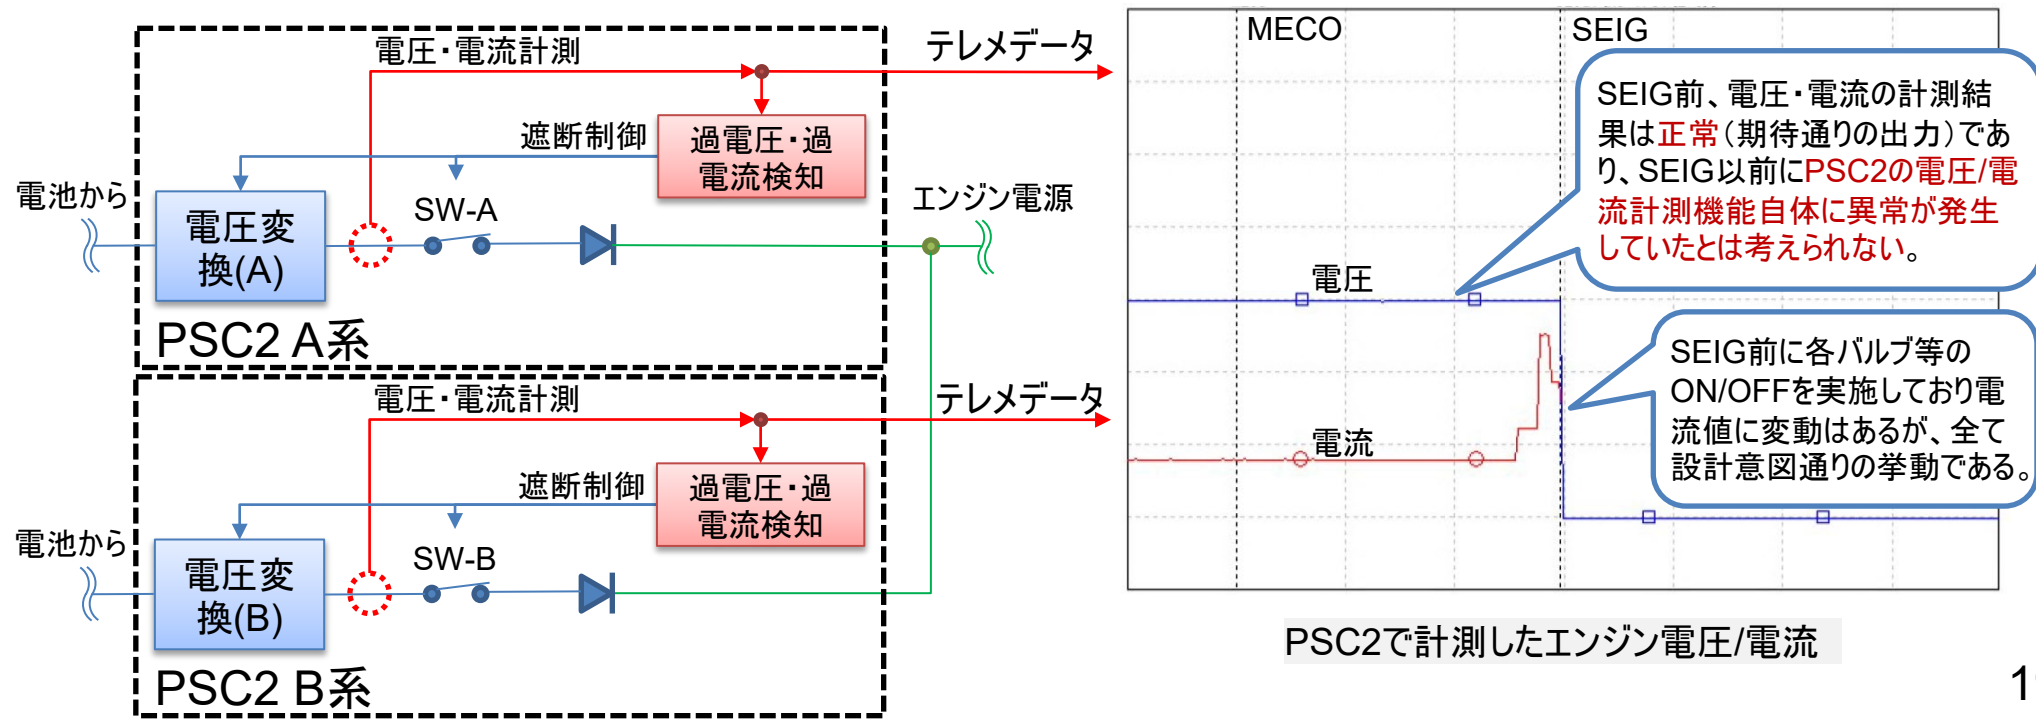 電圧・電流計測
テレメデータ
遮断制御
過電圧・過
電流検知
電池から
電圧変
換(A)
SW-A
エンジン電源
PSC2 A系
電圧・電流計測
テレメデータ
遮断制御
過電圧・過
電流検知
電池から
電圧変
換(B)
SW-B
PSC2 B系
MECO
SEIG
SEIG前、電圧・電流の計測結
果は正常(期待通りの出力)であ
り、SEIG以前にPSC2の電圧/電
流計測機能自体に異常が発生
していたとは考えられない。
電圧
SEIG前に各バルブ等の
ON/OFFを実施しており電
流値に変動はあるが、全て
設計意図通りの挙動である。
電流
PSC2で計測したエンジン電圧/電流